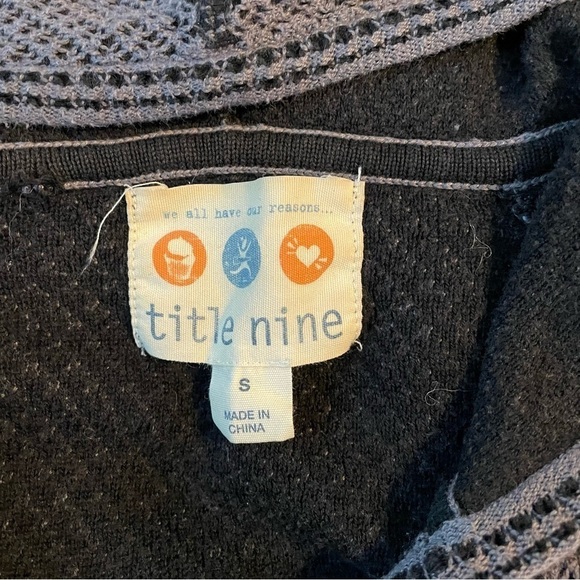 we all have our reasons...
title nine
S
MADE IN
CHINA